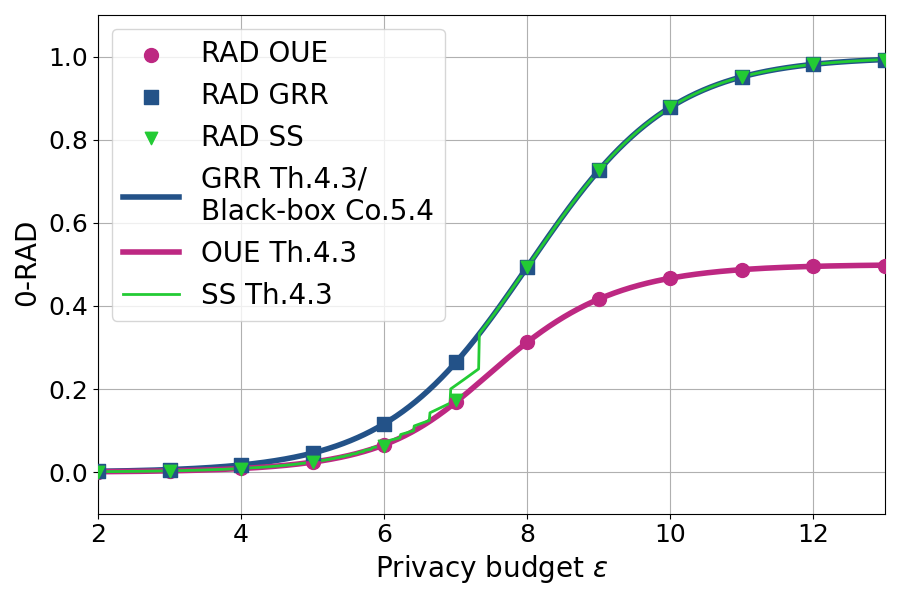 RAD OUE
RAD GRR
RAD SS
GRR Th.4.3/
Black-box Co.5.4
OUE Th.4.3
SS Th.4.3
1.0
0.8
0.6
0.4
0.2
0.0
0-RAD
2 4 6 8 10 12
Privacy budget ε